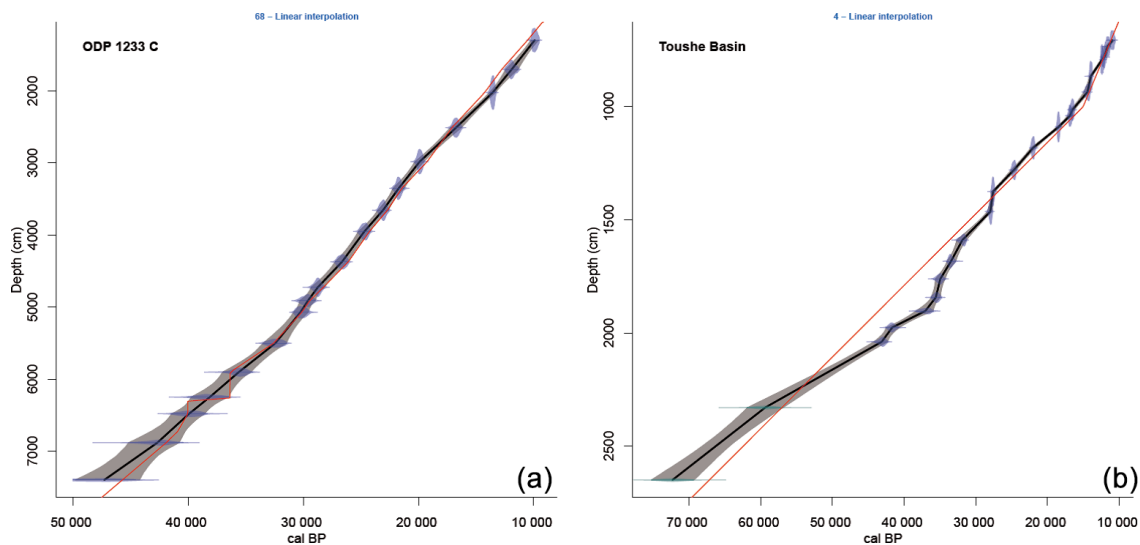 68 – Linear interpolation
ODP 1233 C
Depth (cm)
2000
3000
4000
5000
6000
7000
50 000
40 000
30 000
20 000
10 000
cal BP
(a)
4 – Linear interpolation
Toushe Basin
Depth (cm)
1000
1500
2000
2500
70 000
60 000
50 000
40 000
30 000
20 000
10 000
cal BP
(b)